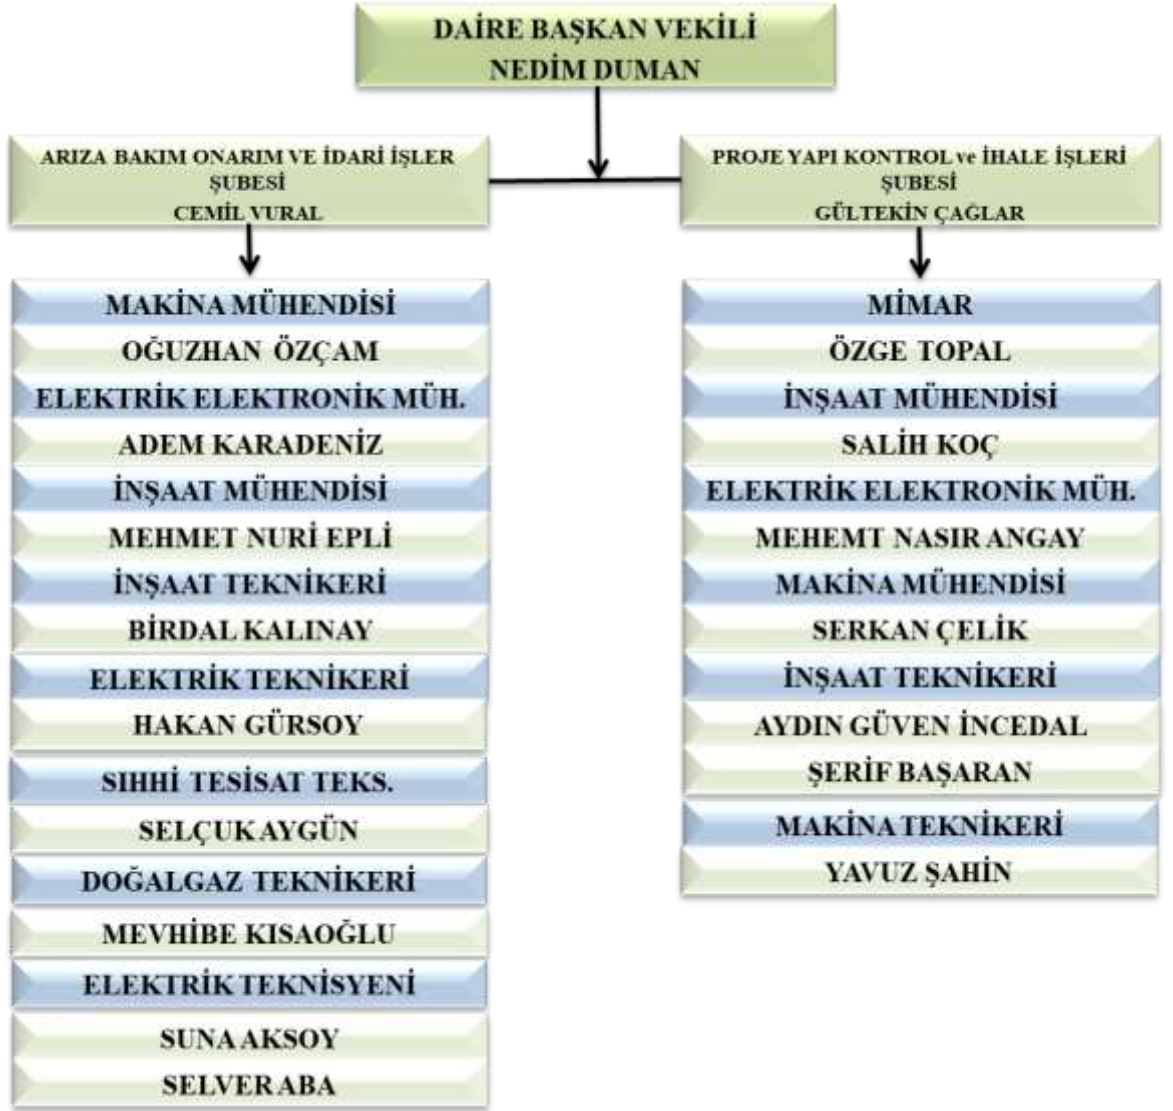 DAİRE BAŞKAN VEKİLİ
NEDİM DUMAN
ARIZA BAKIM ONARIM VE İDARİ İŞLER
ŞUBESİ
CEMİL VURAL
PROJE YAPI KONTROL ve İHALE İŞLERİ
ŞUBESİ
GÜLTEKİN ÇAĞLAR
MAKİNA MÜHENDİSİ
OĞUZHAN ÖZÇAM
ELEKTRİK ELEKTRONİK MÜH.
ADEM KARADENİZ
İNŞAAT MÜHENDİSİ
MEHMET NURİ EPLİ
İNŞAAT TEKNİKERİ
BİRDAL KALINAY
ELEKTRİK TEKNİKERİ
HAKAN GÜRSOY
SIHHİ TESİSAT TEKS.
SELÇUK AYGÜN
DOĞALGAZ TEKNİKERİ
MEVHİBE KISAOĞLU
ELEKTRİK TEKNİSYENİ
SUNA AKSOY
SELVER ABA
MİMAR
ÖZGE TOPAL
İNŞAAT MÜHENDİSİ
SALİH KOÇ
ELEKTRİK ELEKTRONİK MÜH.
MEHEMT NASIR ANGAY
MAKİNA MÜHENDİSİ
SERKAN ÇELİK
İNŞAAT TEKNİKERİ
AYDIN GÜVEN İNCEDAL
ŞERİF BAŞARAN
MAKİNA TEKNİKERİ
YAVUZ ŞAHİN